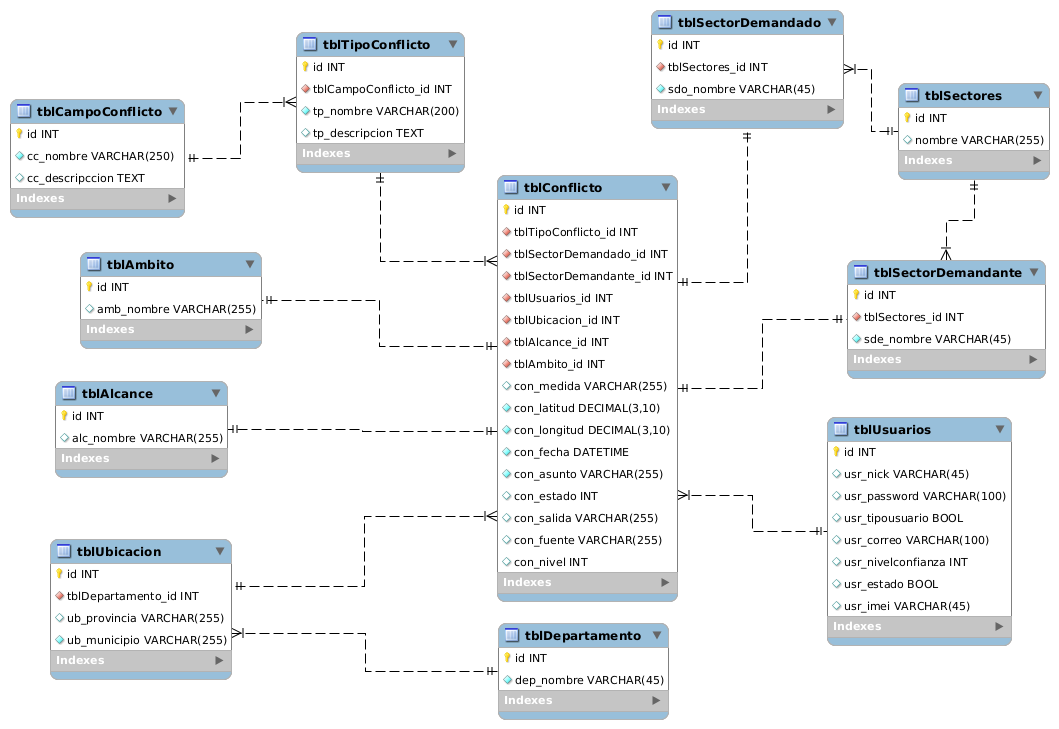 tblCampoConflicto
id INT
cc_nombre VARCHAR(250)
cc_descripccion TEXT
Indexes
tblTipoConflicto
id INT
tblCampoConflicto_id INT
tp_nombre VARCHAR(200)
tp_descripcion TEXT
Indexes
tblSectorDemandado
id INT
tblSectores_id INT
sdo_nombre VARCHAR(45)
Indexes
tblSectores
id INT
nombre VARCHAR(255)
Indexes
tblConflicto
id INT
tblTipoConflicto_id INT
tblSectorDemandado_id INT
tblSectorDemandante_id INT
tblUsuarios_id INT
tblUbicacion_id INT
tblAlcance_id INT
tblAmbito_id INT
con_medida VARCHAR(255)
con_latitud DECIMAL(3,10)
con_longitud DECIMAL(3,10)
con_fecha DATETIME
con_asunto VARCHAR(255)
con_estado INT
con_salida VARCHAR(255)
con_fuente VARCHAR(255)
con_nivel INT
Indexes
tblAmbito
id INT
amb_nombre VARCHAR(255)
Indexes
tblSectorDemandante
id INT
tblSectores_id INT
sde_nombre VARCHAR(45)
Indexes
tblAlcance
id INT
alc_nombre VARCHAR(255)
Indexes
tblUsuarios
id INT
usr_nick VARCHAR(45)
usr_password VARCHAR(100)
usr_tipousuario BOOL
usr_correo VARCHAR(100)
usr_nivelconfianza INT
usr_estado BOOL
usr_imei VARCHAR(45)
Indexes
tblUbicacion
id INT
tblDepartamento_id INT
ub_provincia VARCHAR(255)
ub_municipio VARCHAR(255)
Indexes
tblDepartamento
id INT
dep_nombre VARCHAR(45)
Indexes